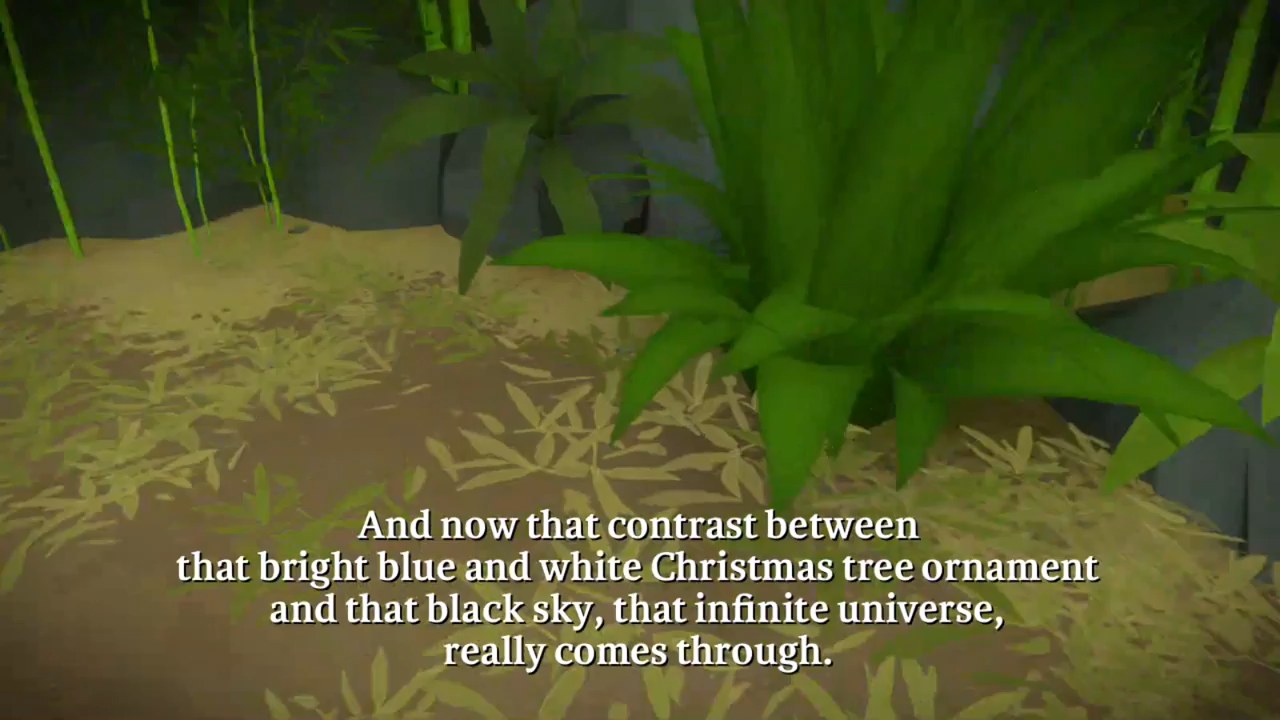 And now that contrast between
that bright blue and white Christmas tree ornament
and that black sky, that infinite universe,
really comes through.